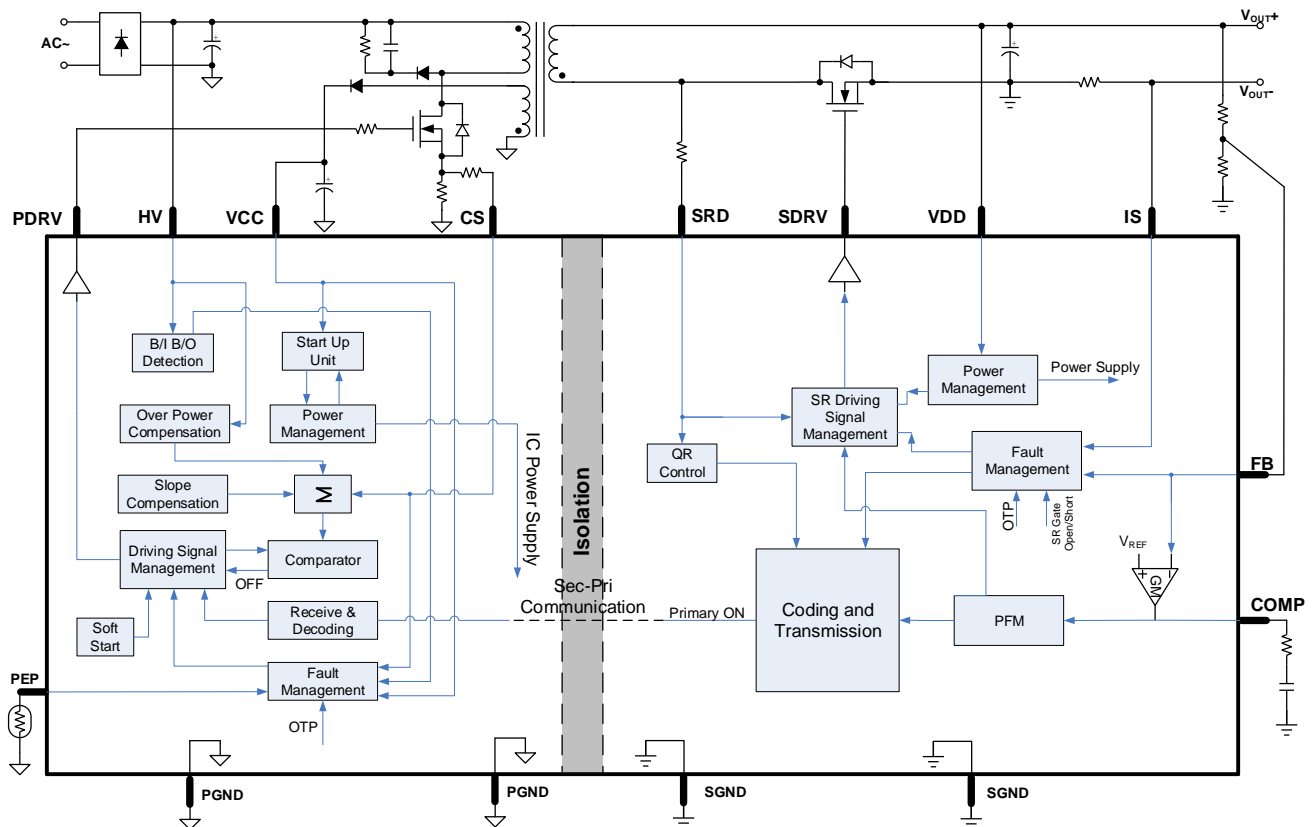 AC~
VOUT+
VOUT-
PDRV
HV
VCC
CS
SRD
SDRV
VDD
IS
B/I B/O
Detection
Start Up
Unit
Over Power
Compensation
Power
Management
Slope
Compensation
M
Driving Signal
Management
Comparator
OFF
Receive &
Decoding
Soft
Start
Fault
Management
OTP
PEP
IC Power Supply
Isolation
Sec-Pri
Communication
Primary ON
SR Driving
Signal
Management
Power
Management
Power Supply
QR
Control
Fault
Management
OTP
SR Gate
Open/Short
FB
VREF
+
−
GM
COMP
Coding and
Transmission
PFM
PGND
PGND
SGND
SGND